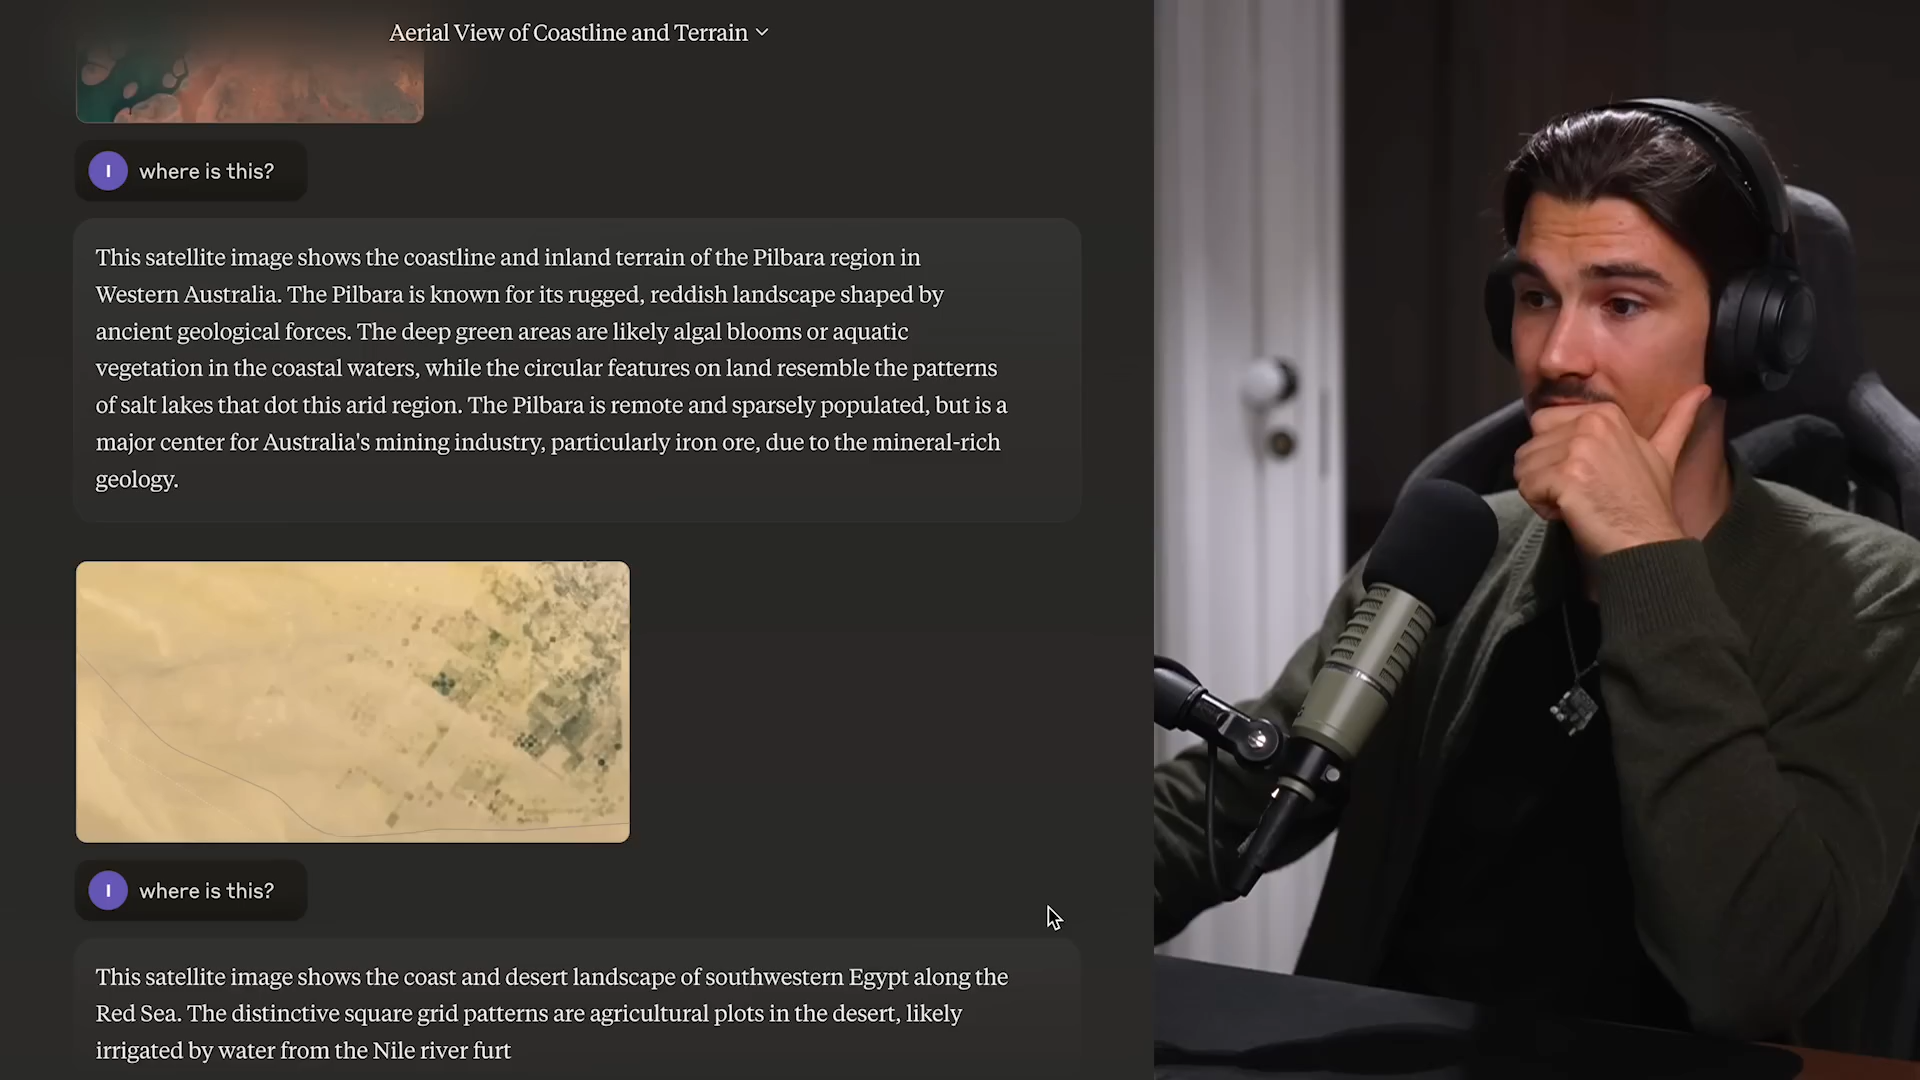 Aerial View of Coastline and Terrain
I where is this?
This satellite image shows the coastline and inland terrain of the Pilbara region in
Western Australia. The Pilbara is known for its rugged, reddish landscape shaped by
ancient geological forces. The deep green areas are likely algal blooms or aquatic
vegetation in the coastal waters, while the circular features on land resemble the patterns
of salt lakes that dot this arid region. The Pilbara is remote and sparsely populated, but is a
major center for Australia's mining industry, particularly iron ore, due to the mineral-rich
geology.
I where is this?
This satellite image shows the coast and desert landscape of southwestern Egypt along the
Red Sea. The distinctive square grid patterns are agricultural plots in the desert, likely
irrigated by water from the Nile river furt